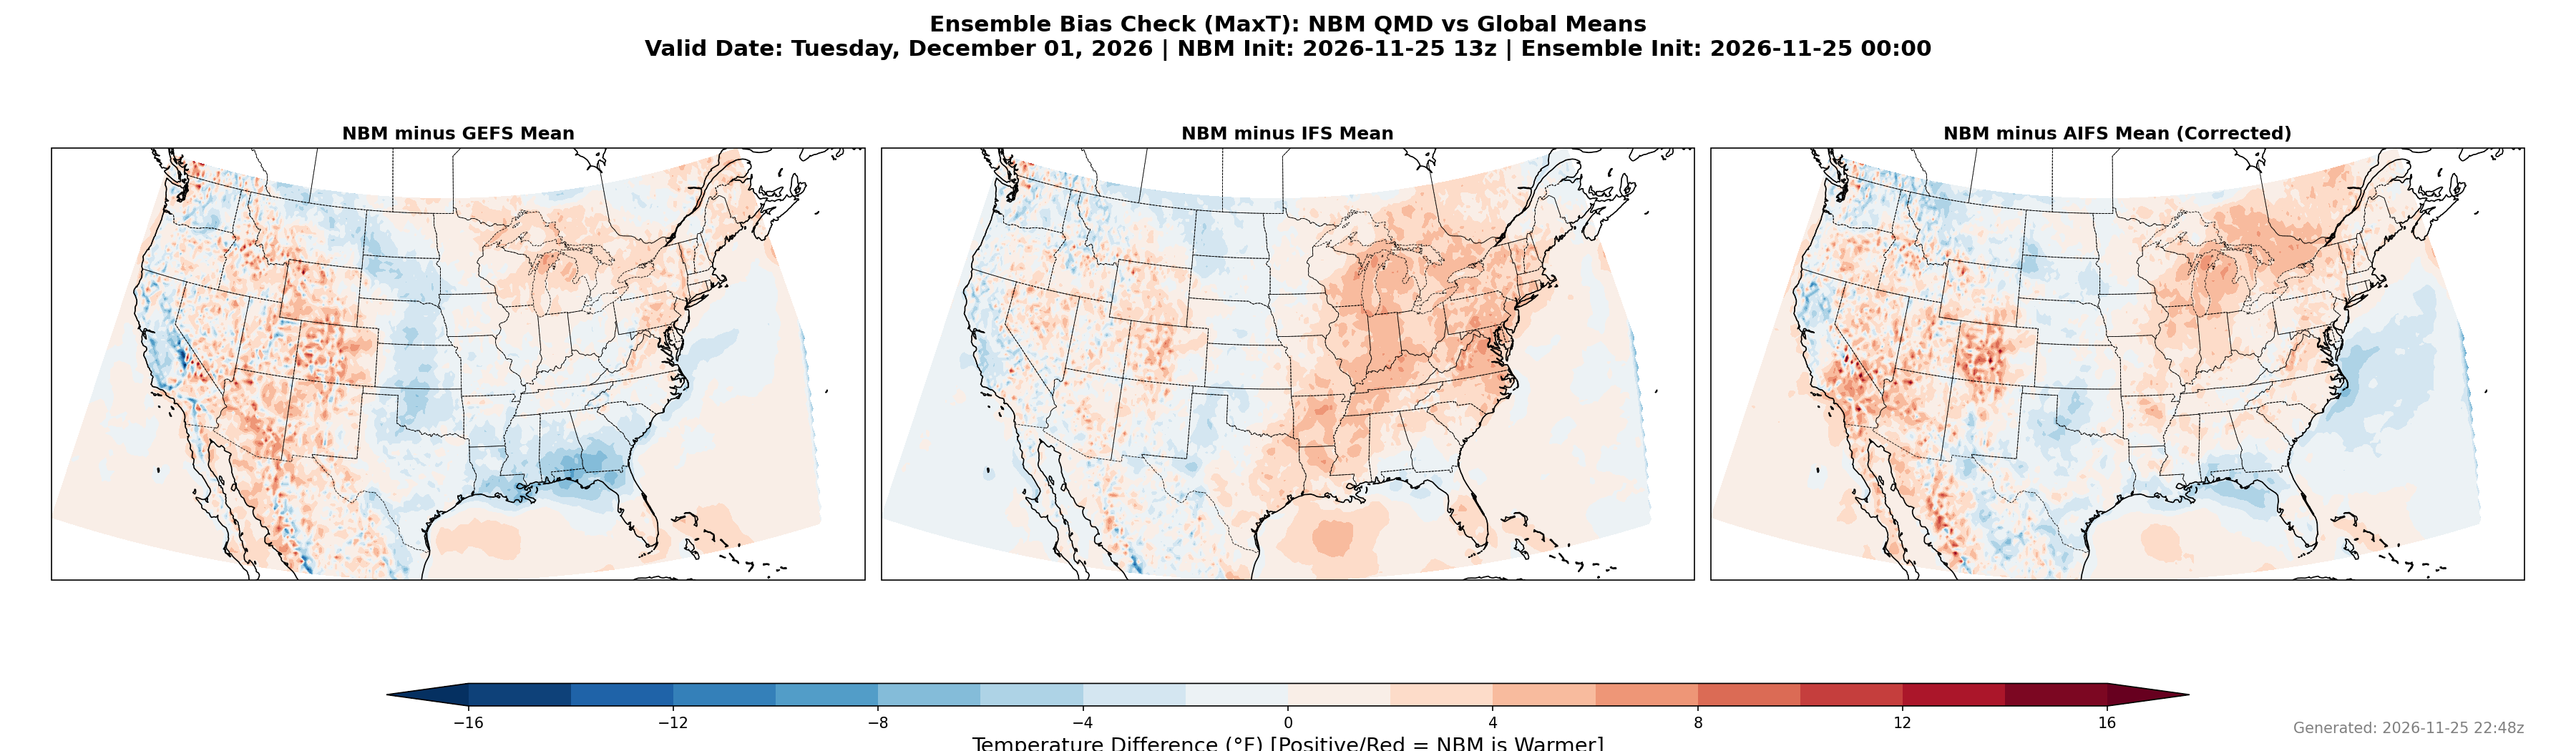 Ensemble Bias Check (MaxT): NBM QMD vs Global Means
Valid Date: Tuesday, December 01, 2026 | NBM Init: 2026-11-25 13z | Ensemble Init: 2026-11-25 00:00
NBM minus GEFS Mean
NBM minus IFS Mean
NBM minus AIFS Mean (Corrected)
−16 −12 −8 −4 0 4 8 12 16
Temperature Difference (°F) [Positive/Red = NBM is Warmer]
Generated: 2026-11-25 22:48z